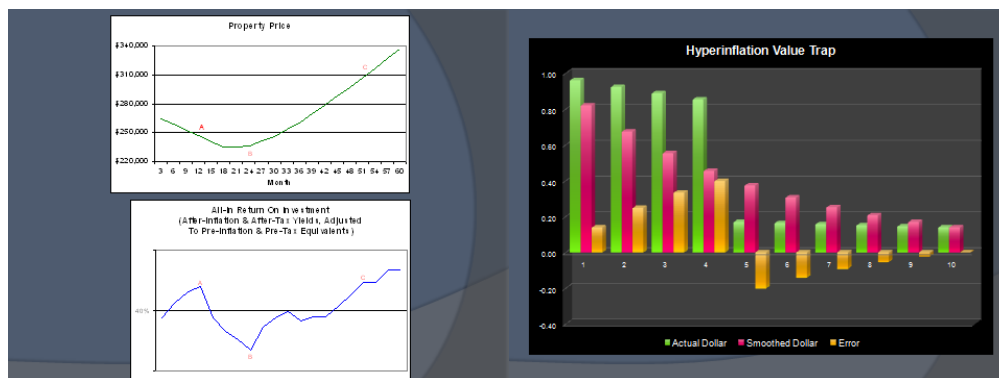 Property Price
$340,000
$310,000
$280,000
$250,000
$220,000
A
B
C
3 6 9 12 15 18 21 24 27 30 33 36 39 42 45 48 51 54 57 60
Month
All-In Return On Investment
(After-Inflation & After-Tax Yields, Adjusted
To Pre-Inflation & Pre-Tax Equivalents)
40%
A
B
C
Hyperinflation Value Trap
1.00
0.80
0.60
0.40
0.20
0.00
-0.20
-0.40
1 2 3 4 5 6 7 8 9 10
Actual Dollar Smoothed Dollar Error